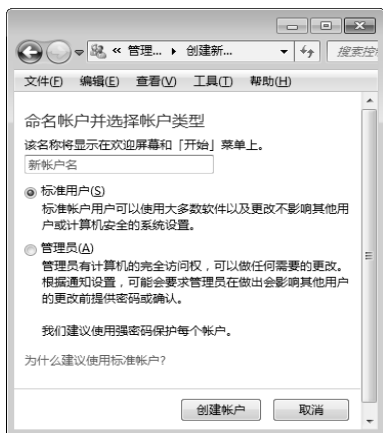 « 管理... ▸ 创建新...
搜索控
文件(F) 编辑(E) 查看(V) 工具(T) 帮助(H)
命名帐户并选择帐户类型
该名称将显示在欢迎屏幕和「开始」菜单上。
新帐户名
标准用户(S)
标准帐户用户可以使用大多数软件以及更改不影响其他用
户或计算机安全的系统设置。
管理员(A)
管理员有计算机的完全访问权，可以做任何需要的更改。
根据通知设置，可能会要求管理员在做出会影响其他用户
的更改前提供密码或确认。
我们建议使用强密码保护每个帐户。
为什么建议使用标准帐户?
创建帐户 取消